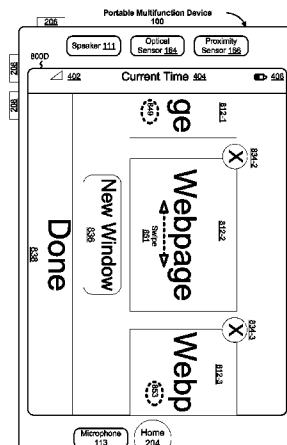 Portable Multifunction Device
100
206
Speaker 111
Optical
Sensor 164
Proximity
Sensor 166
800D
208
208
402
Current Time 404
406
812-1
ge
849
834-2
X
812-2
Webpage
Swipe
851
New Window
836
Done
838
834-3
X
812-3
Webp
853
Microphone
113
Home
204